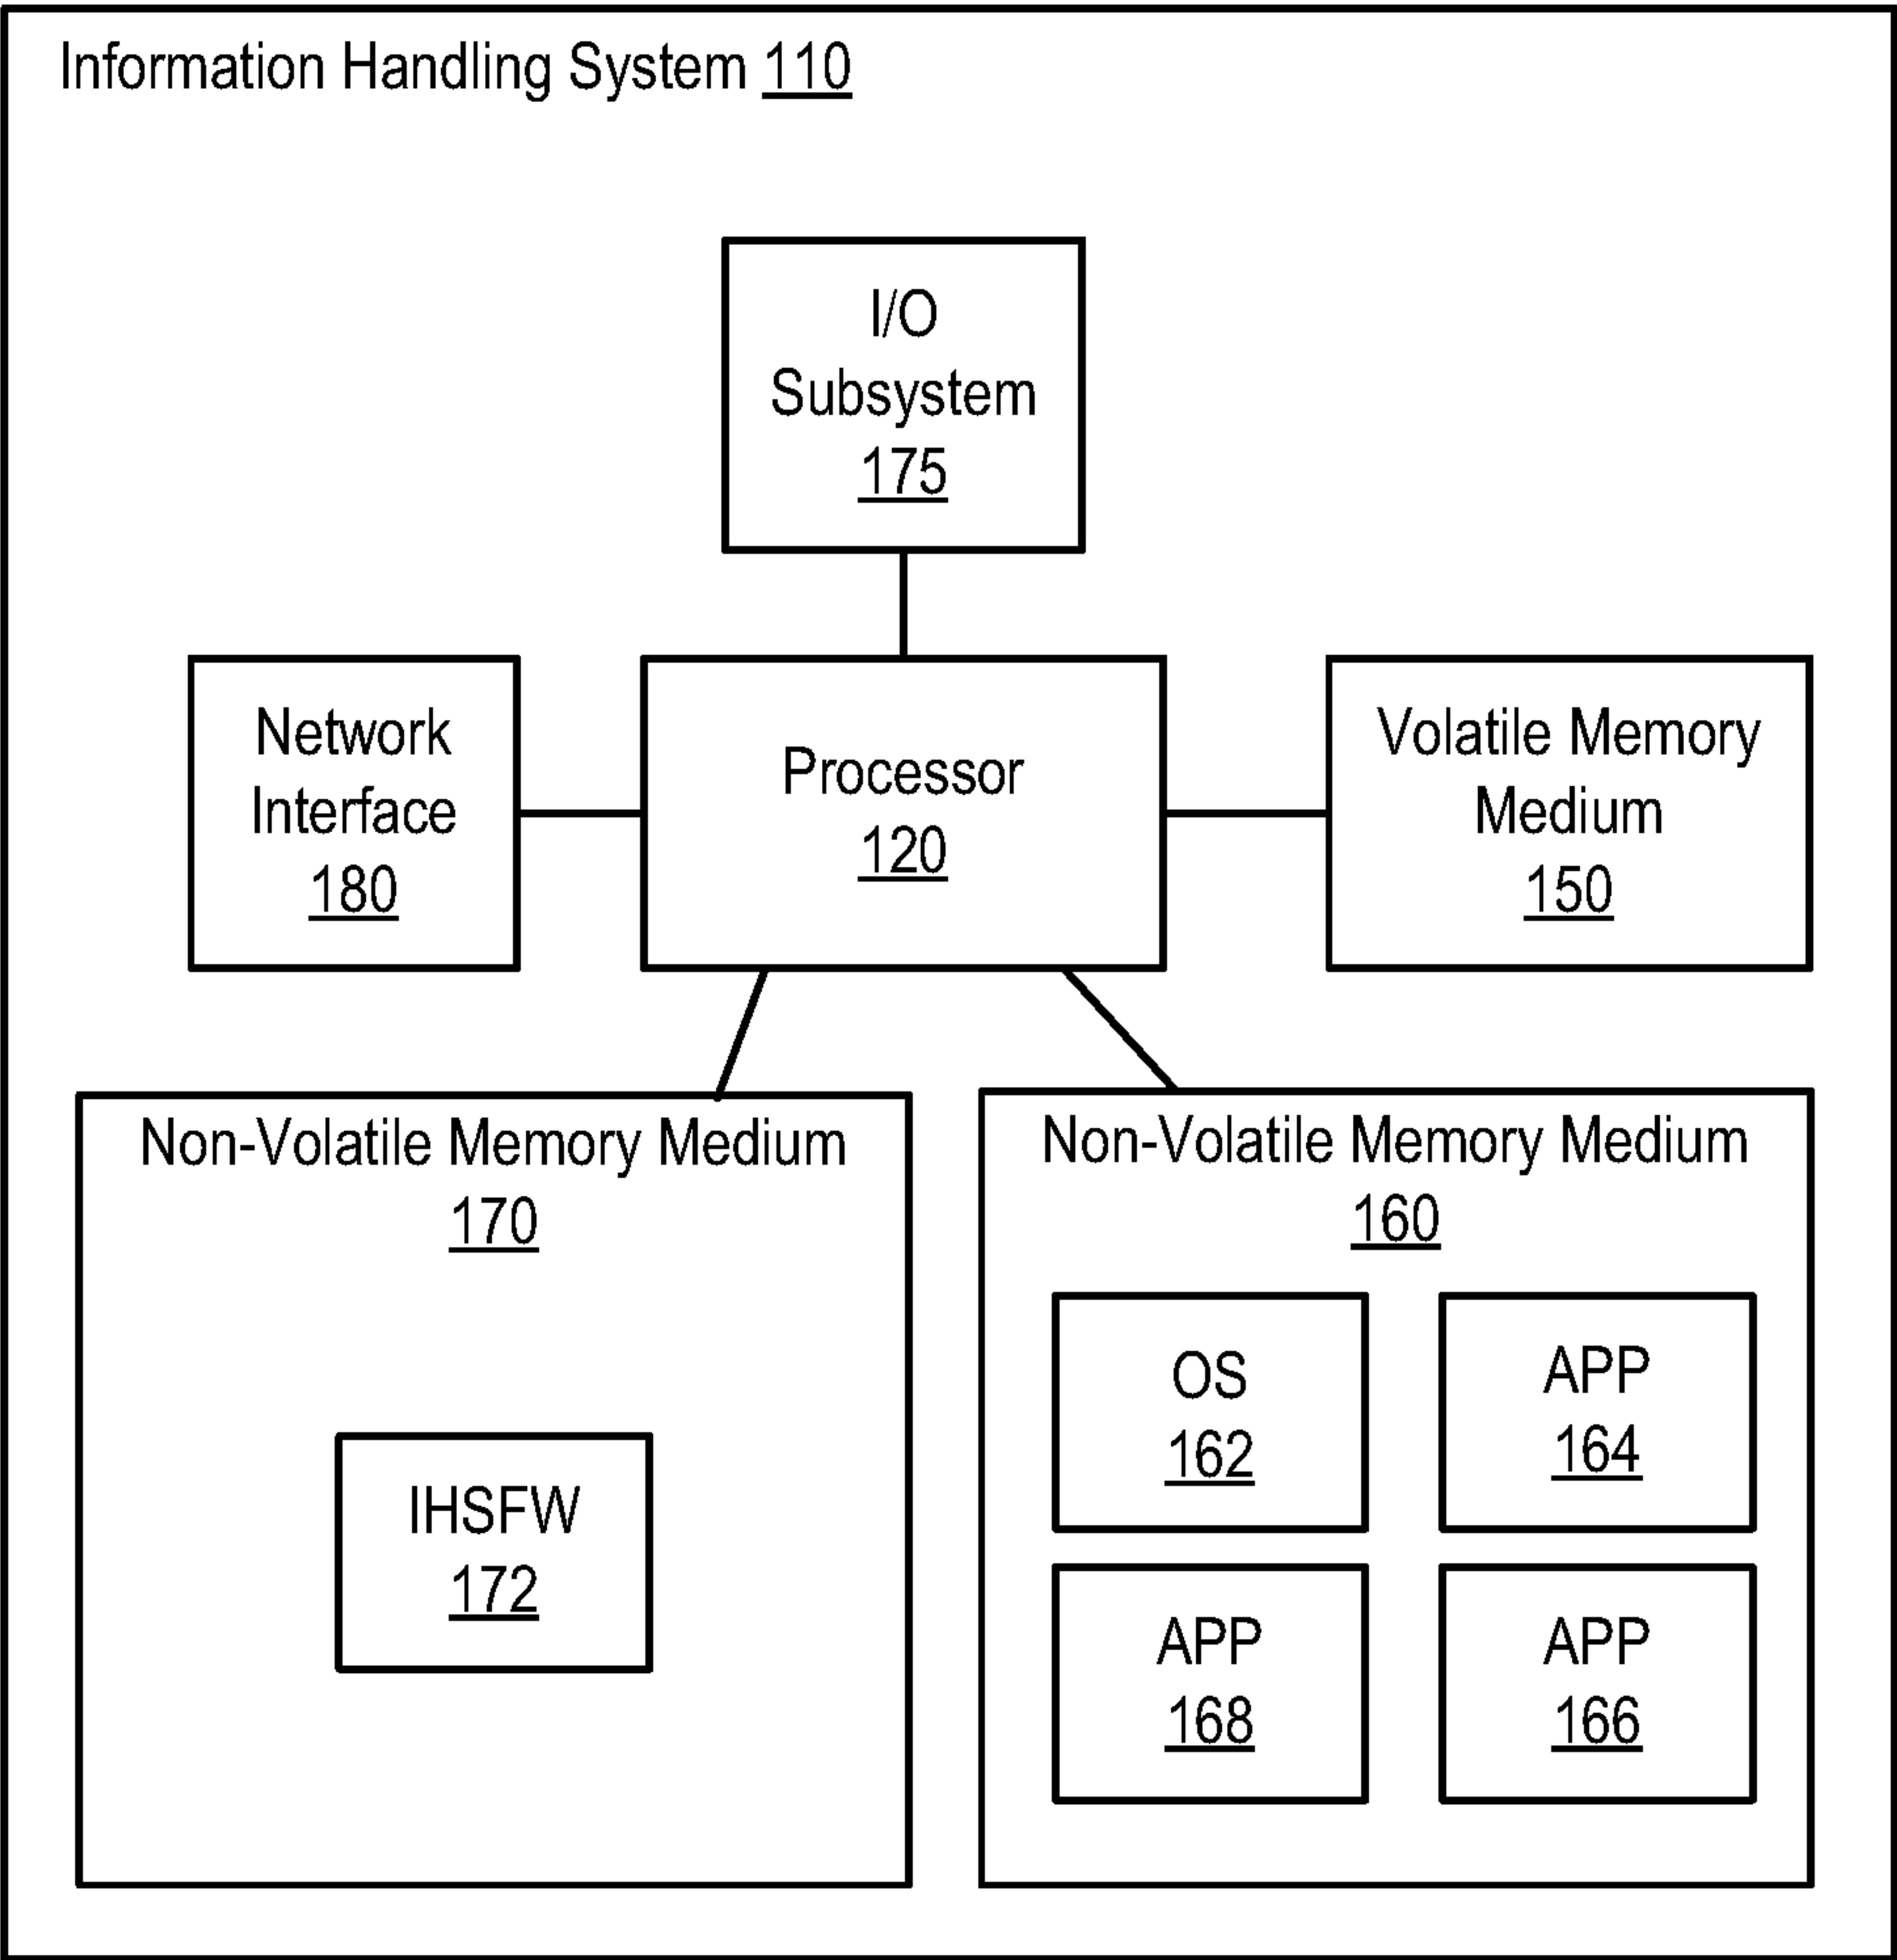 Information Handling System 110
I/O
Subsystem
175
Network
Interface
180
Processor
120
Volatile Memory
Medium
150
Non-Volatile Memory Medium
170
IHSFW
172
Non-Volatile Memory Medium
160
OS
162
APP
164
APP
168
APP
166